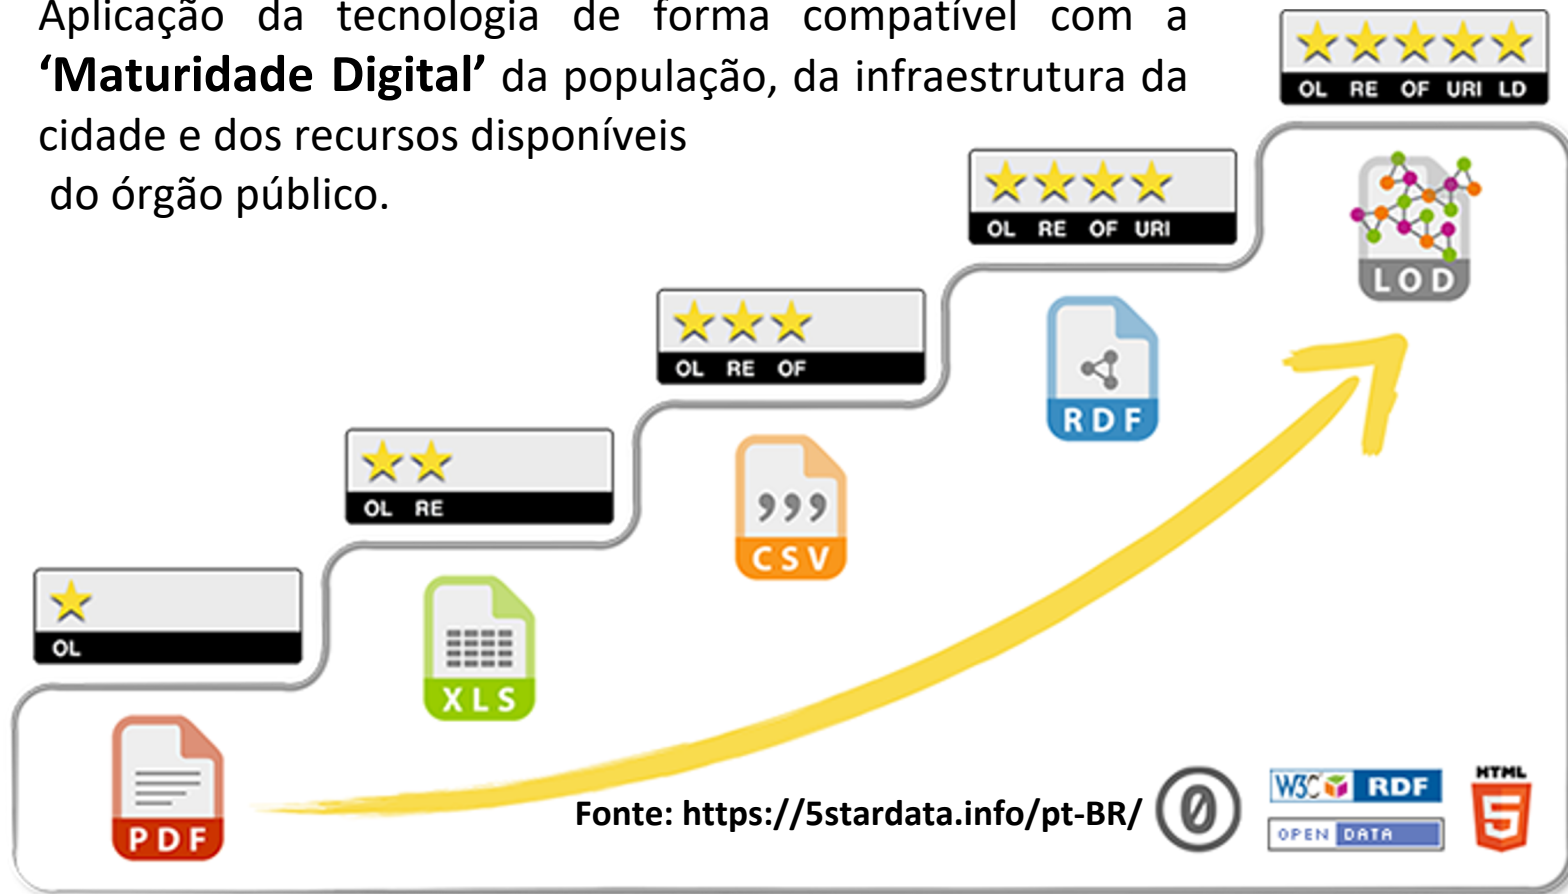 Aplicação da tecnologia de forma compatível com a
‘Maturidade Digital’ da população, da infraestrutura da
cidade e dos recursos disponíveis
do órgão público.
OL RE OF URI LD
LOD
OL RE OF URI
RDF
OL RE OF
CSV
OL RE
XLS
OL
PDF
Fonte: https://5stardata.info/pt-BR/
0
W3C RDF
OPEN DATA
HTML
5